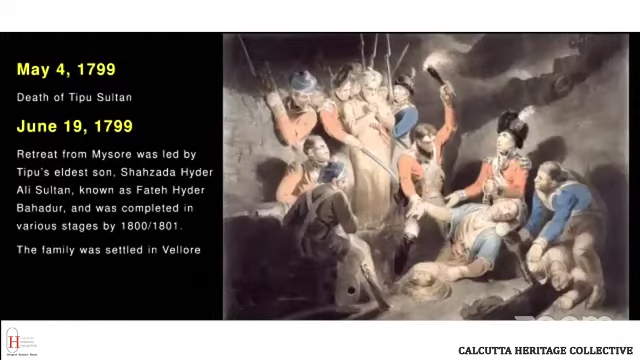 May 4, 1799
Death of Tipu Sultan
June 19, 1799
Retreat from Mysore was led by
Tipu's eldest son, Shahzada Hyder
Ali Sultan, known as Fateh Hyder
Bahadur, and was completed in
various stages by 1800/1801.
The family was settled in Vellore
zoom
H
CALCUTTA HERITAGE COLLECTIVE